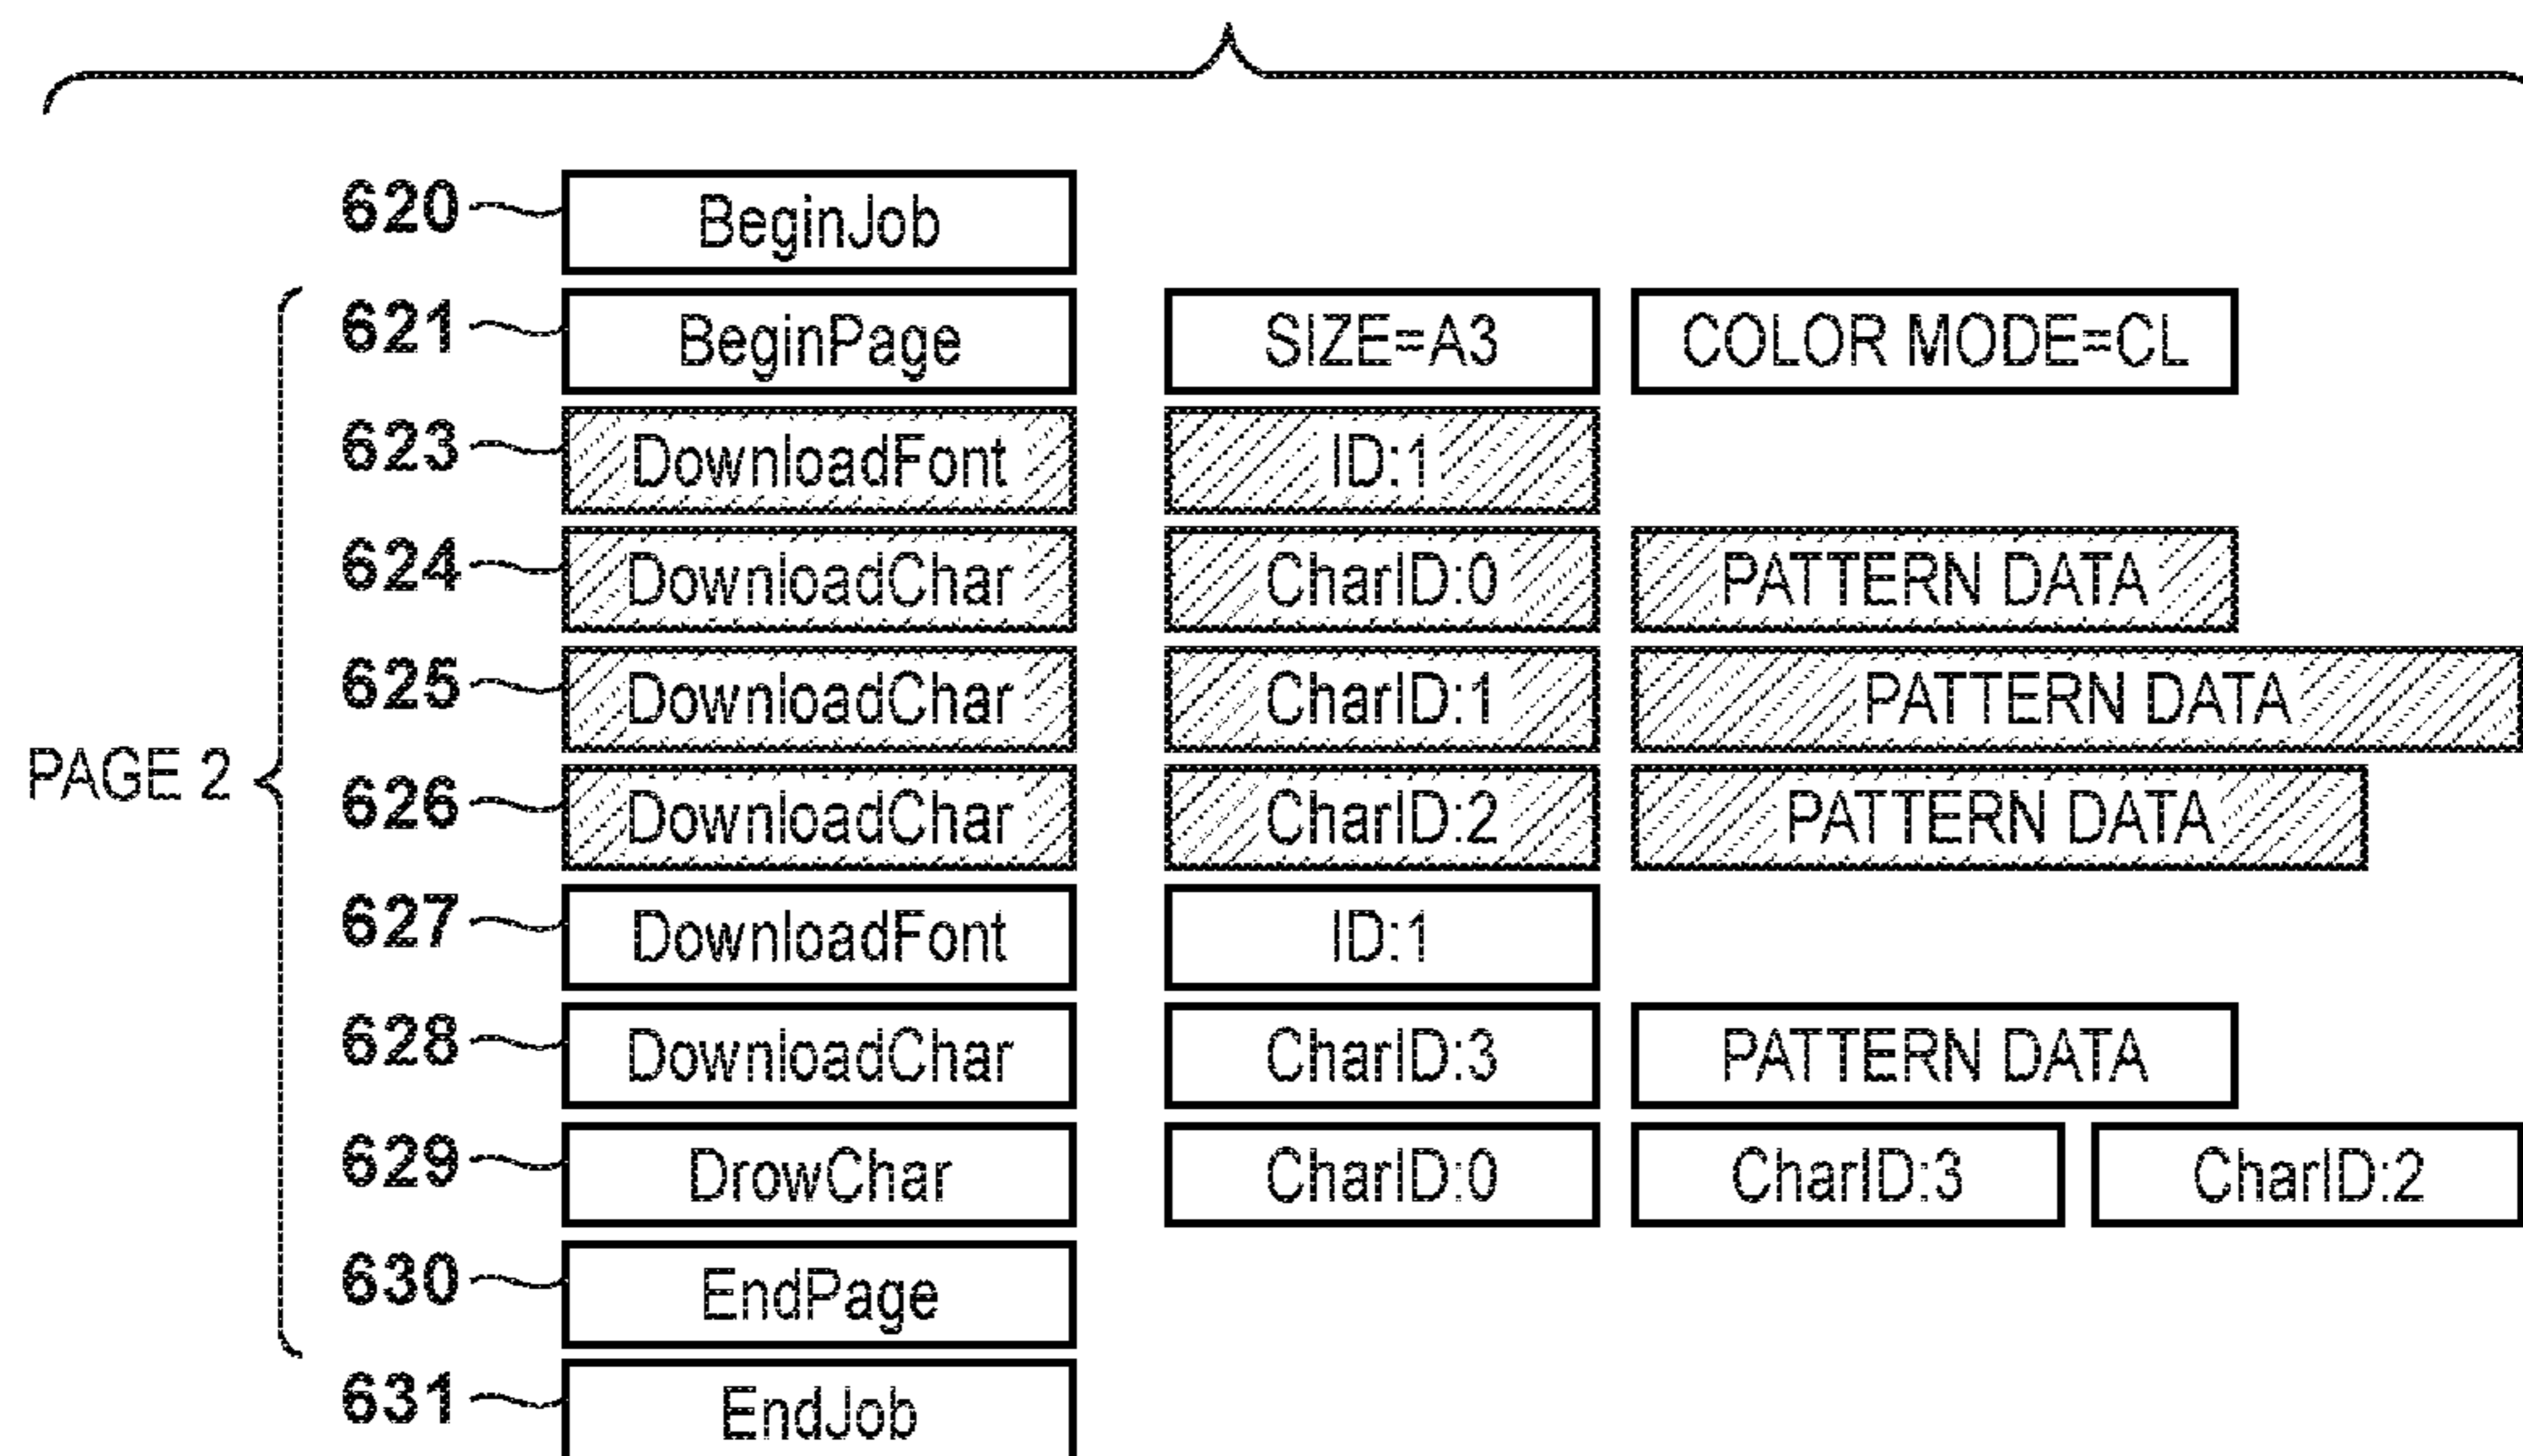 620 BeginJob
621 BeginPage SIZE=A3 COLOR MODE=CL
623 DownloadFont ID:1
624 DownloadChar CharID:0 PATTERN DATA
625 DownloadChar CharID:1 PATTERN DATA
PAGE 2
626 DownloadChar CharID:2 PATTERN DATA
627 DownloadFont ID:1
628 DownloadChar CharID:3 PATTERN DATA
629 DrowChar CharID:0 CharID:3 CharID:2
630 EndPage
631 EndJob